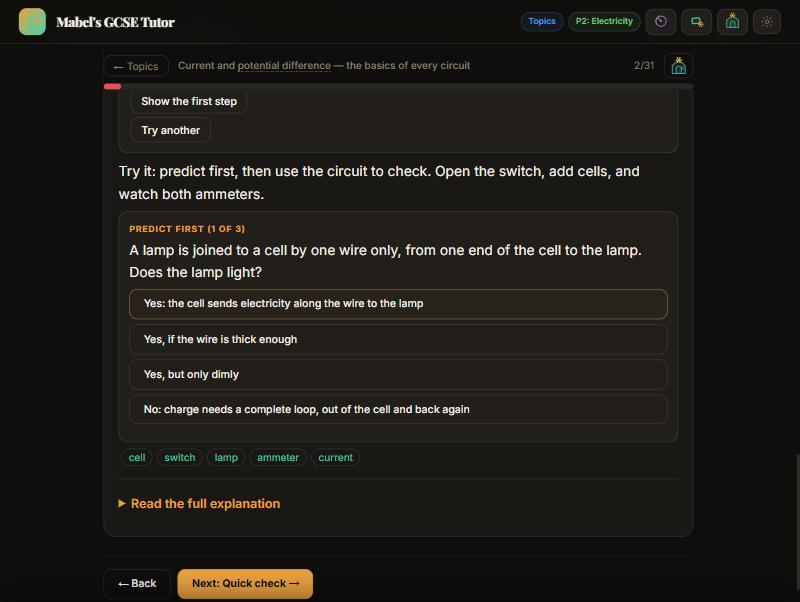 Mabel's GCSE Tutor
Topics
P2: Electricity
← Topics
Current and potential difference — the basics of every circuit
2/31
Show the first step
Try another
Try it: predict first, then use the circuit to check. Open the switch, add cells, and
watch both ammeters.
PREDICT FIRST (1 OF 3)
A lamp is joined to a cell by one wire only, from one end of the cell to the lamp.
Does the lamp light?
Yes: the cell sends electricity along the wire to the lamp
Yes, if the wire is thick enough
Yes, but only dimly
No: charge needs a complete loop, out of the cell and back again
cell
switch
lamp
ammeter
current
▶ Read the full explanation
← Back
Next: Quick check →